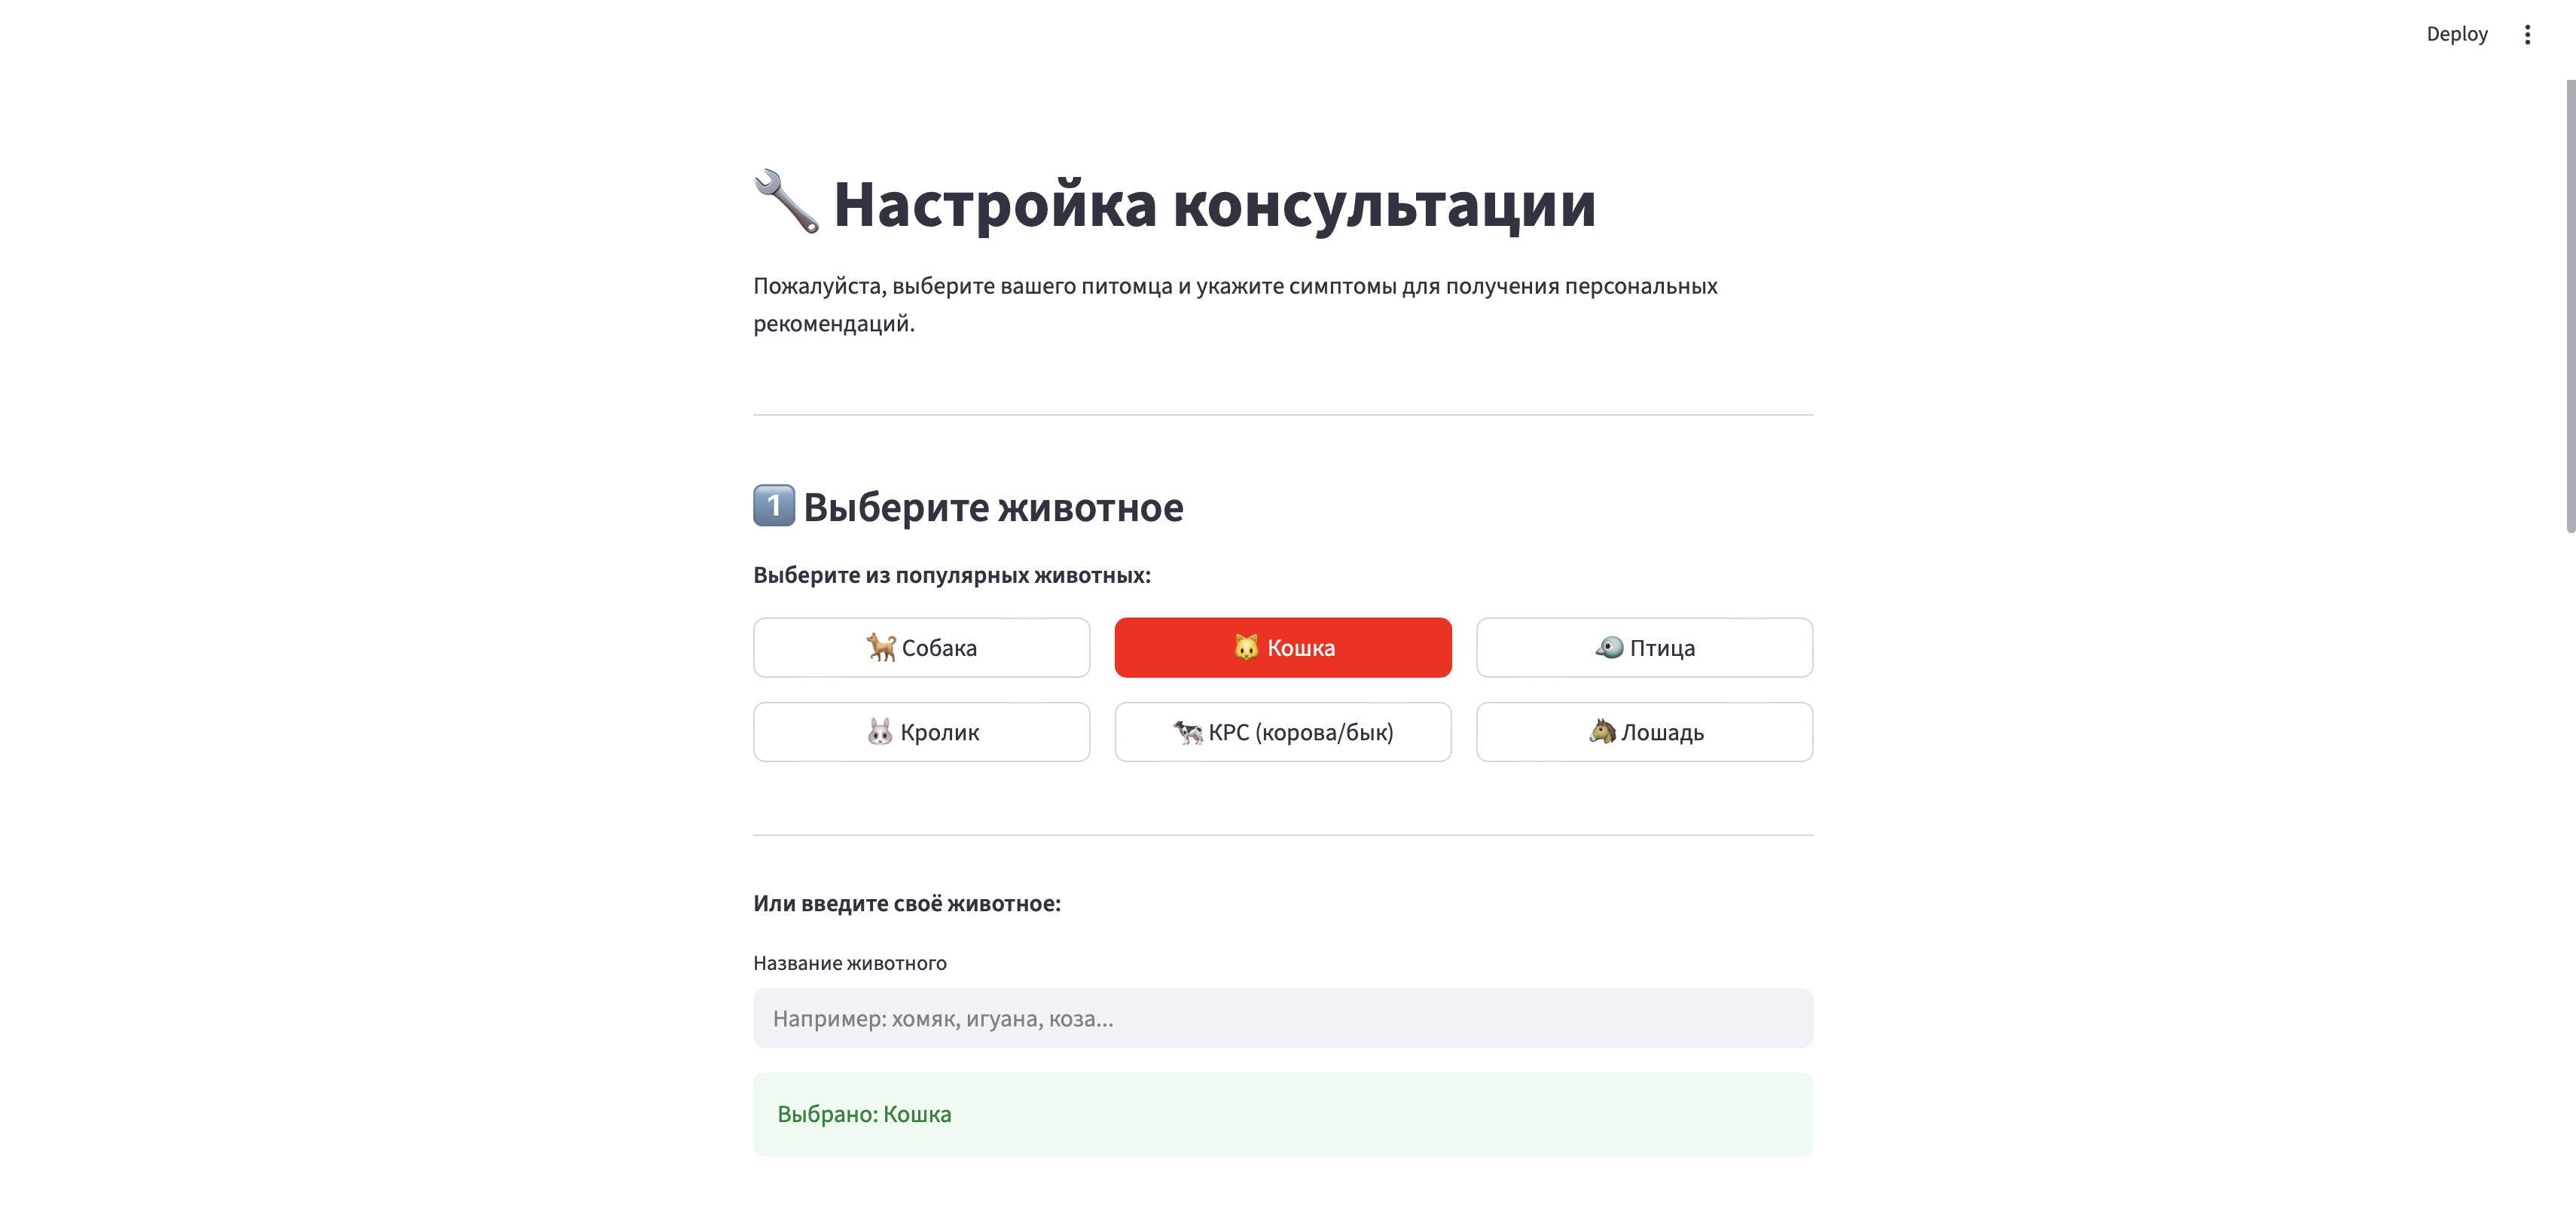 Deploy
🔧 Настройка консультации
Пожалуйста, выберите вашего питомца и укажите симптомы для получения персональных
рекомендаций.
1️⃣ Выберите животное
Выберите из популярных животных:
🐕 Собака
🐱 Кошка
🐦 Птица
🐰 Кролик
🐄 КРС (корова/бык)
🐴 Лошадь
Или введите своё животное:
Название животного
Например: хомяк, игуана, коза...
Выбрано: Кошка